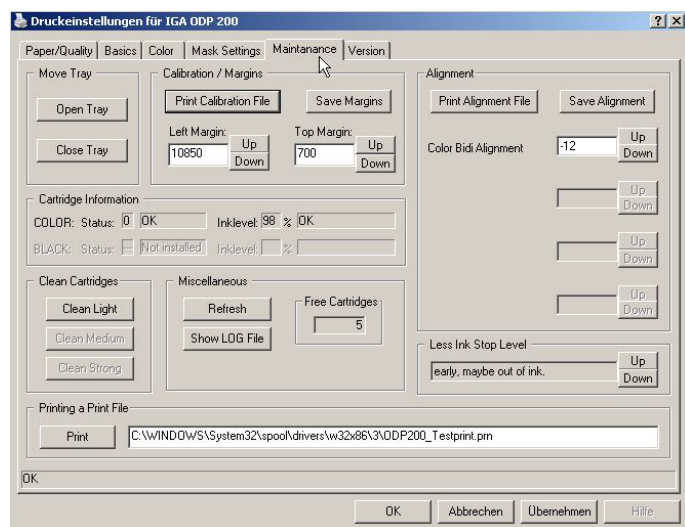 Druckeinstellungen für IGA ODP 200
Paper/Quality Basics Color Mask Settings Maintanance Version
Move Tray
Open Tray
Close Tray
Calibration / Margins
Print Calibration File Save Margins
Left Margin: Top Margin:
10850 Up Down 700 Up Down
Alignment
Print Alignment File Save Alignment
Color Bidi Alignment -12 Up Down
Up Down
Up Down
Up Down
Cartridge Information
COLOR: Status: 0 OK Inklevel: 98 % OK
BLACK: Status: --- Not installed Inklevel: %
Clean Cartridges
Clean Light
Clean Medium
Clean Strong
Miscellaneous
Refresh
Show LOG File
Free Cartridges
5
Less Ink Stop Level
early, maybe out of ink. Up Down
Printing a Print File
Print C:\WINDOWS\System32\spool\drivers\w32x86\3\ODP200_Testprint.prn
OK
OK Abbrechen Übernehmen Hilfe